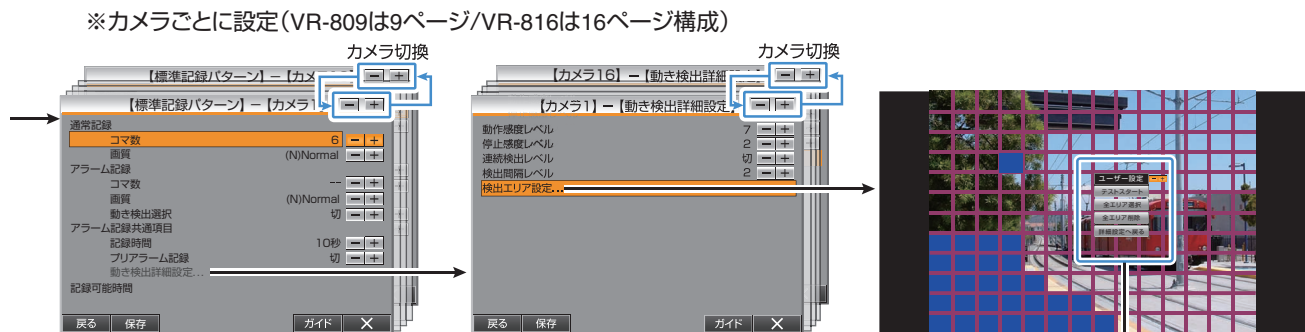 ※カメラごとに設定（VR-809は9ページ/VR-816は16ページ構成）
カメラ切換
【標準記録パターン】－【カメ
－ ＋
【標準記録パターン】－【カメラ1
－ ＋
通常記録
コマ数 6 － ＋
画質 (N)Normal － ＋
アラーム記録
コマ数 -- － ＋
画質 (N)Normal － ＋
動き検出選択 切 － ＋
アラーム記録共通項目
記録時間 10秒 － ＋
プリアラーム記録 切 － ＋
動き検出詳細設定...
記録可能時間
戻る 保存 ガイド ×
カメラ切換
【カメラ16】－【動き検出詳細
－ ＋
【カメラ1】－【動き検出詳細設定
－ ＋
動作感度レベル 7 － ＋
停止感度レベル 2 － ＋
連続検出レベル 切 － ＋
検出間隔レベル 2 － ＋
検出エリア設定...
戻る 保存 ガイド ×
ユーザー設定 － ＋
テストスタート
全エリア選択
全エリア削除
詳細設定へ戻る